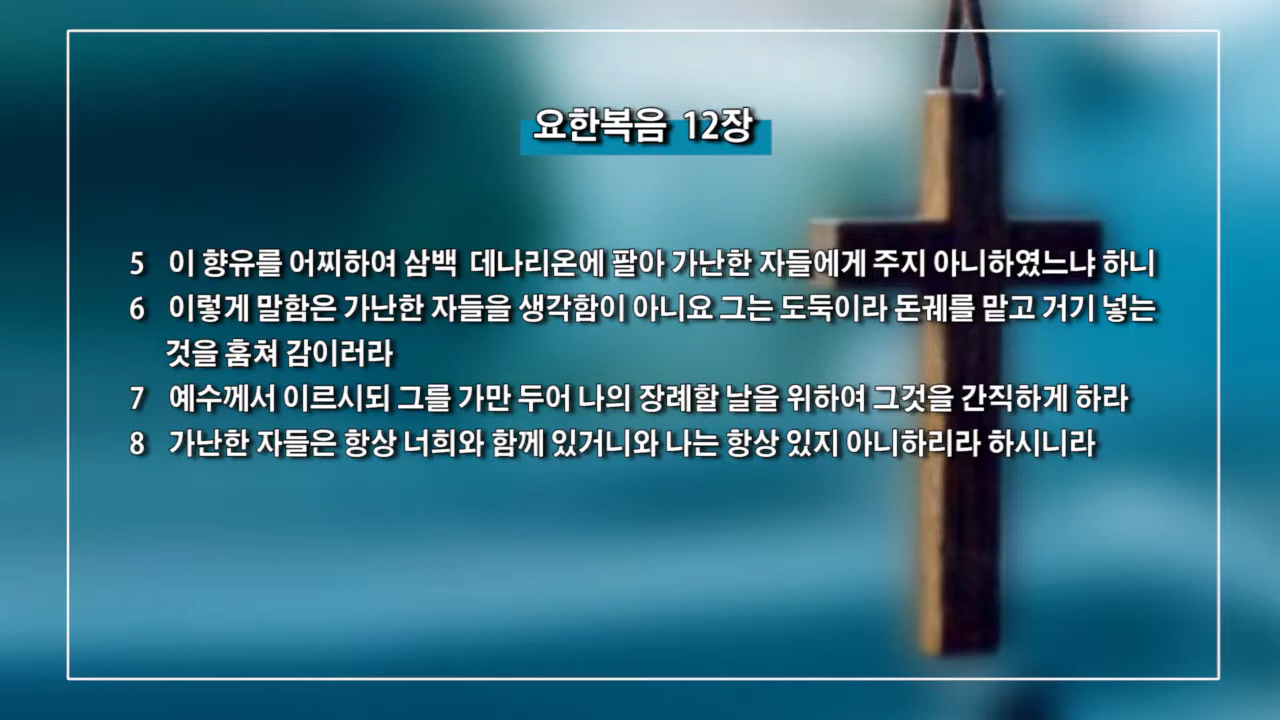 요한복음 12장
5 이 향유를 어찌하여 삼백 데나리온에 팔아 가난한 자들에게 주지 아니하였느냐 하니
6 이렇게 말함은 가난한 자들을 생각함이 아니요 그는 도둑이라 돈궤를 맡고 거기 넣는
것을 훔쳐 감이러라
7 예수께서 이르시되 그를 가만 두어 나의 장례할 날을 위하여 그것을 간직하게 하라
8 가난한 자들은 항상 너희와 함께 있거니와 나는 항상 있지 아니하리라 하시니라